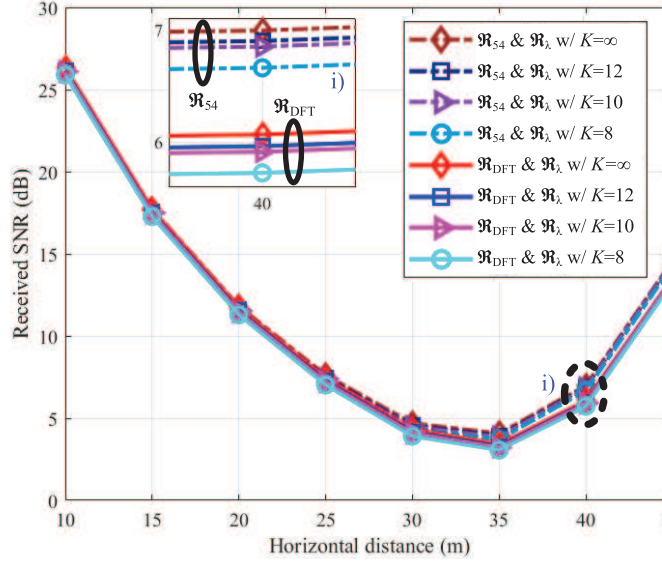 30
25
20
15
10
5
0
10
15
20
25
30
35
40
Received SNR (dB)
Horizontal distance (m)
7
6
40
i)
ℜ54
ℜDFT
i)
ℜ54 & ℜλ w/ K=∞
ℜ54 & ℜλ w/ K=12
ℜ54 & ℜλ w/ K=10
ℜ54 & ℜλ w/ K=8
ℜDFT & ℜλ w/ K=∞
ℜDFT & ℜλ w/ K=12
ℜDFT & ℜλ w/ K=10
ℜDFT & ℜλ w/ K=8